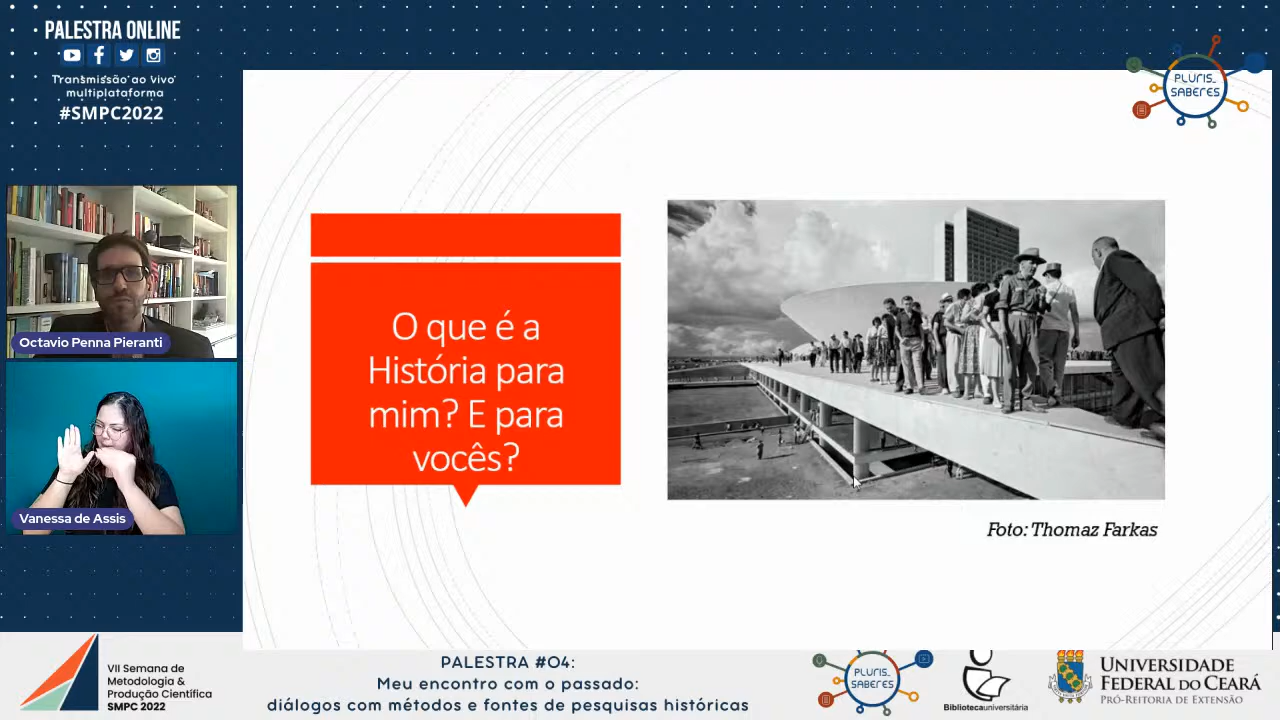 PALESTRA ONLINE
Transmissão ao vivo
multiplataforma
#SMPC2022
PLURIS_
SABERES
Octavio Penna Pieranti
Vanessa de Assis
O que é a
História para
mim? E para
vocês?
Foto: Thomaz Farkas
VII Semana de
Metodologia &
Produção Científica
SMPC 2022
PALESTRA #04:
Meu encontro com o passado:
diálogos com métodos e fontes de pesquisas históricas
PLURIS_
SABERES
Bibliotecauniversitária
UNIVERSIDADE
FEDERAL DO CEARÁ
PRÓ-REITORIA DE EXTENSÃO